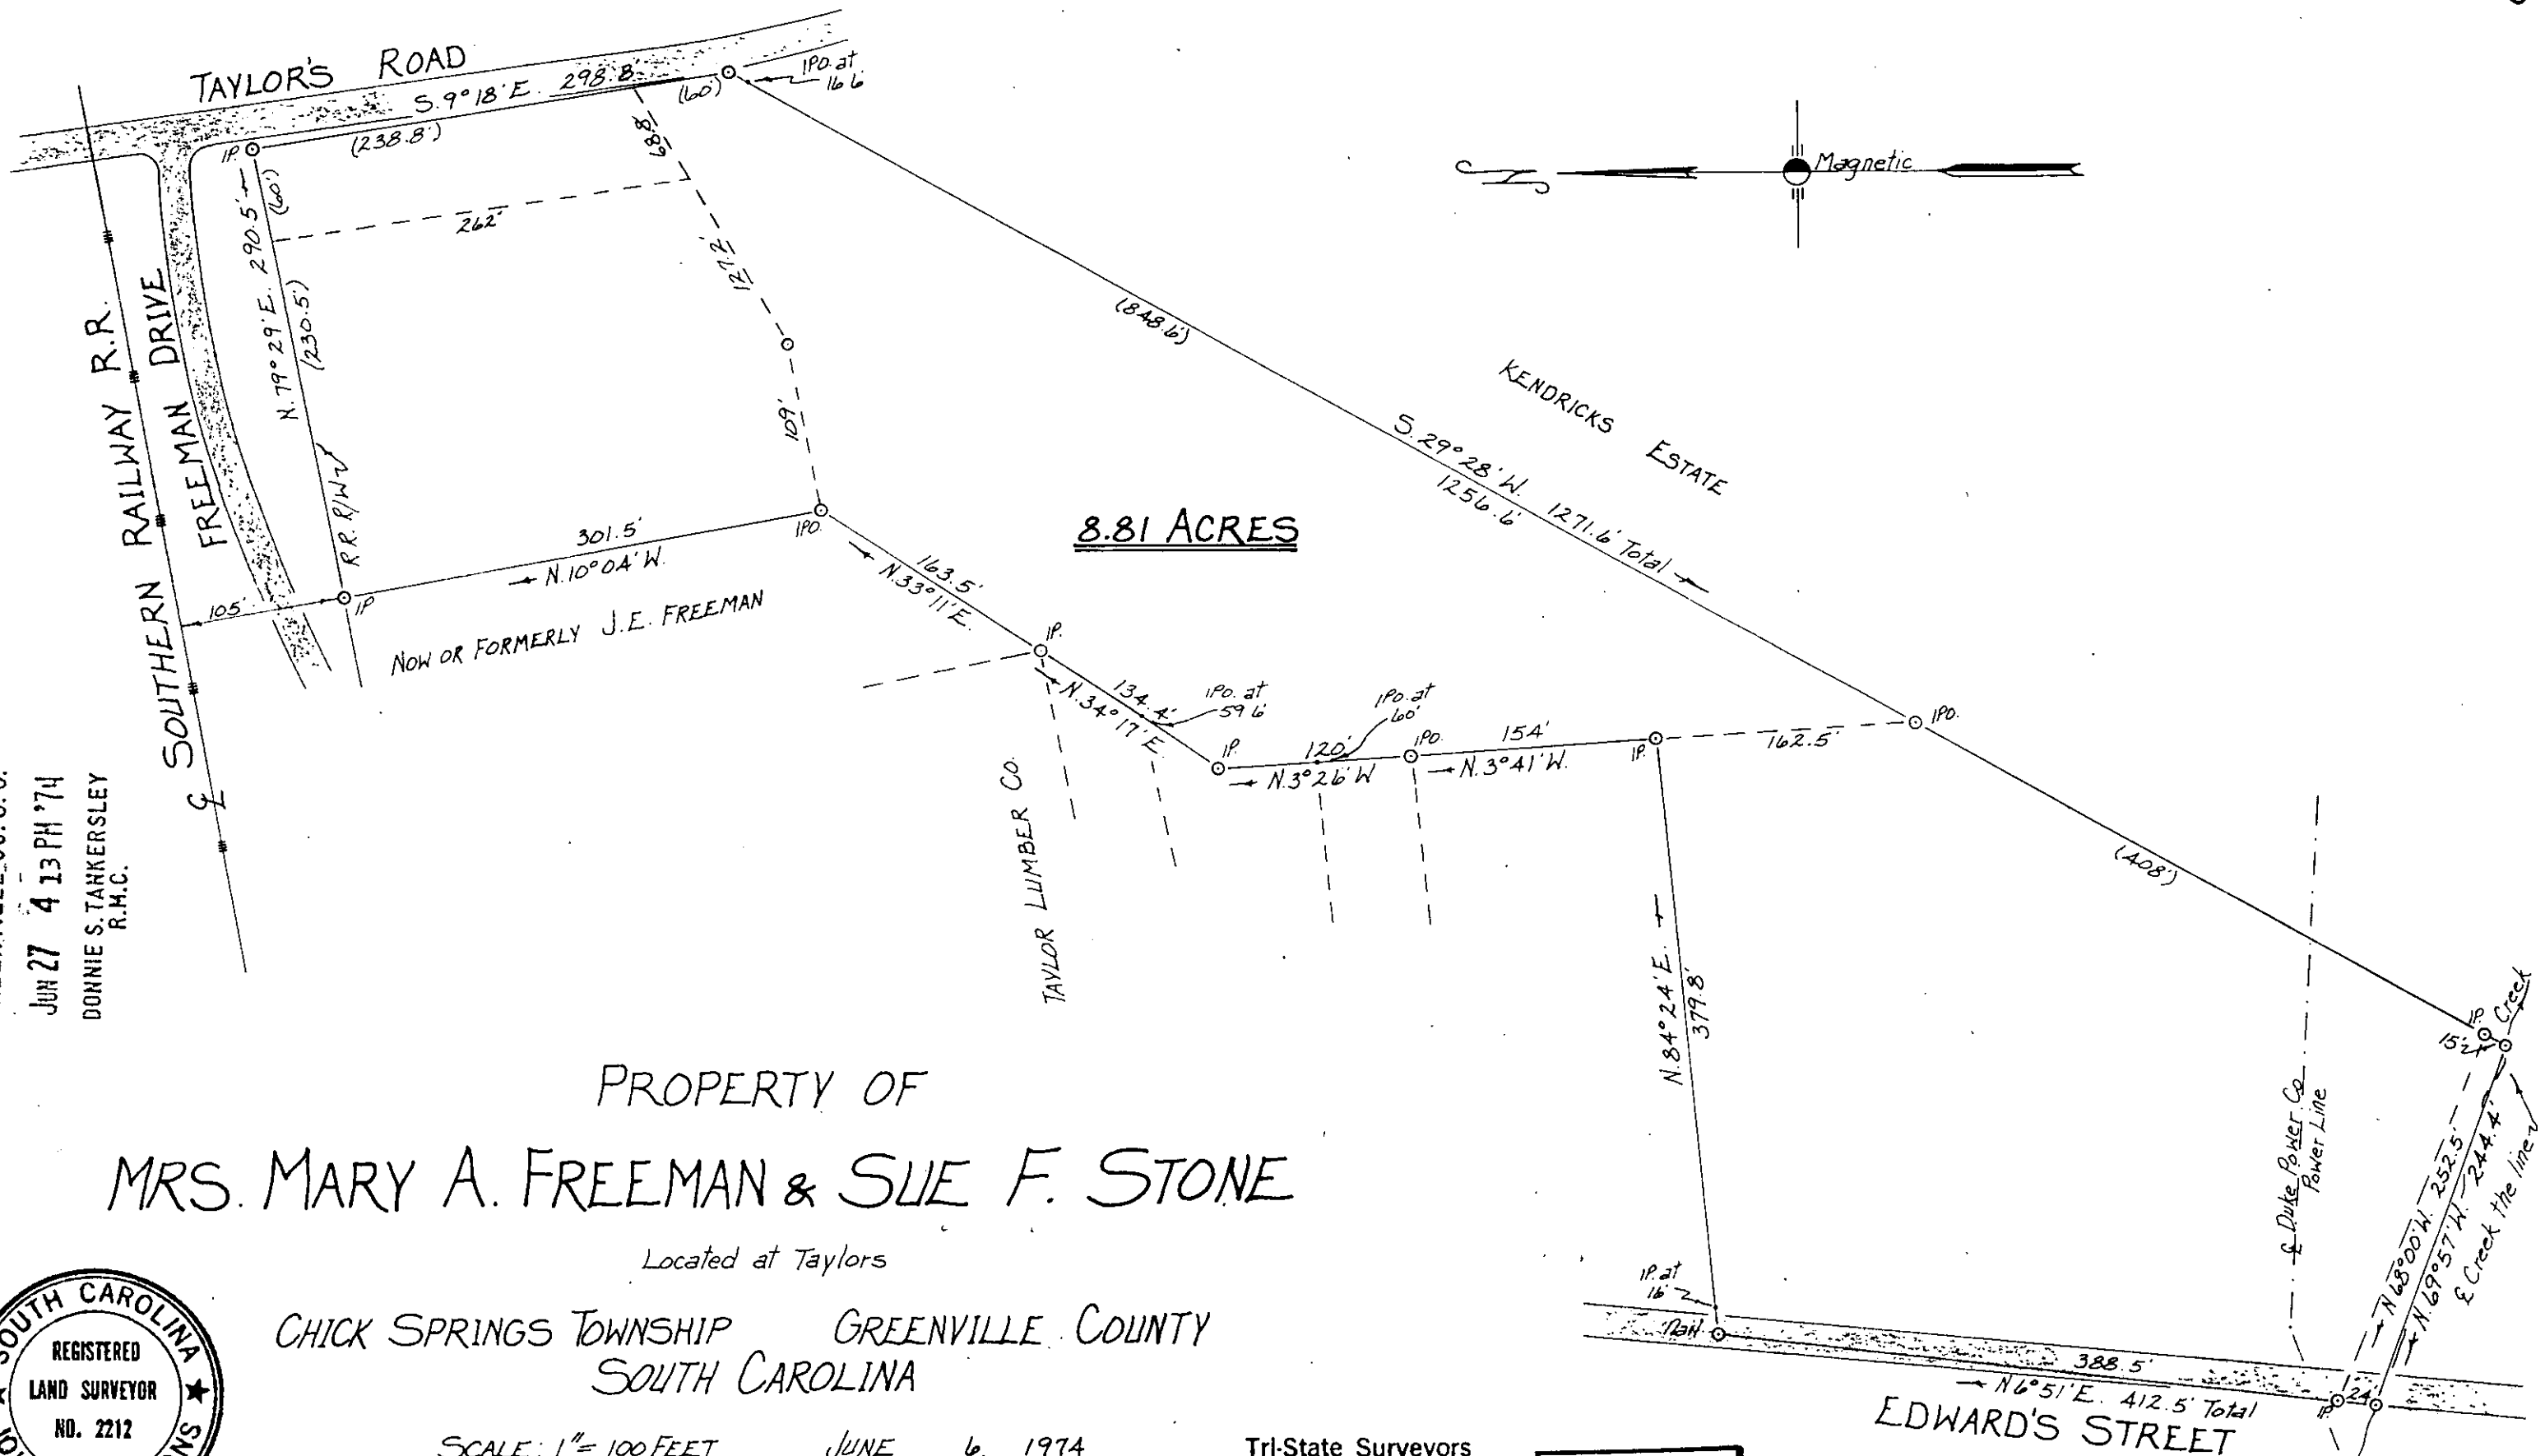 TAYLOR'S ROAD
S. 9° 18' E. 298.8'
(60')
IPO. at
16.6
(238.8')
IP.
(60')
N. 79° 29' E. 290.5'
(230.5')
262'
68.8
127.2'
109'
R.R. R/W
SOUTHERN RAILWAY R.R.
FREEMAN DRIVE
105'
IP
301.5'
N. 10° 04' W.
IPO.
NOW OR FORMERLY J.E. FREEMAN
Magnetic
(848.6')
KENDRICKS ESTATE
S. 29° 28' W. 1271.6' Total
1256.6'
8.81 ACRES
163.5'
N. 33° 11' E.
IP.
134.4'
N. 34° 17' E.
IPO. at
59.6
IP.
120'
N. 3° 26' W
IPO. at
60'
IPO.
154'
N. 3° 41' W.
IP.
162.5'
IPO.
(408')
TAYLOR LUMBER CO.
N. 84° 24' E.
379.8'
IP. at
16'
Nail
℄ Duke Power Co
Power Line
IP.
Creek
15'±
N 68° 00' W. 252.5'
N. 69° 57' W. 244.4'
℄ Creek the line
388.5'
N 6° 51' E. 412.5' Total
IP
24
EDWARD'S STREET
JUN 27 4 13 PM '74
DONNIE S. TANKERSLEY
R.M.C.
PROPERTY OF
MRS. MARY A. FREEMAN & SUE F. STONE
Located at Taylors
CHICK SPRINGS TOWNSHIP GREENVILLE COUNTY
SOUTH CAROLINA
SCALE: 1" = 100 FEET JUNE 6, 1974
Tri-State Surveyors
SOUTH CAROLINA
REGISTERED
LAND SURVEYOR
NO. 2212